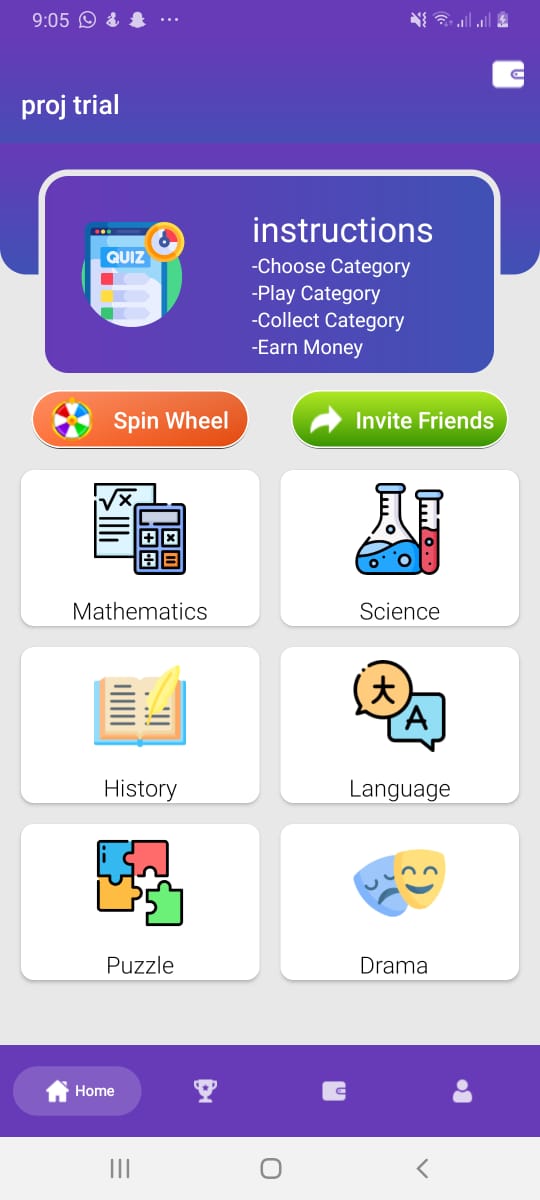 9:05
proj trial
QUIZ
instructions
-Choose Category
-Play Category
-Collect Category
-Earn Money
Spin Wheel
Invite Friends
√x
Mathematics
Science
History
大
A
Language
Puzzle
Drama
Home